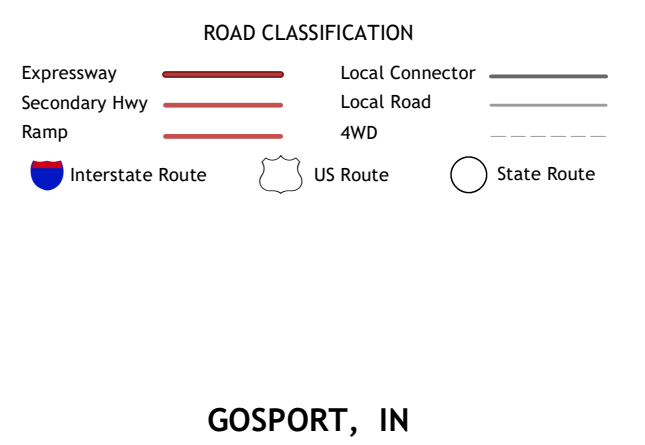 ROAD CLASSIFICATION
Expressway
Local Connector
Secondary Hwy
Local Road
Ramp
4WD
Interstate Route
US Route
State Route
GOSPORT, IN